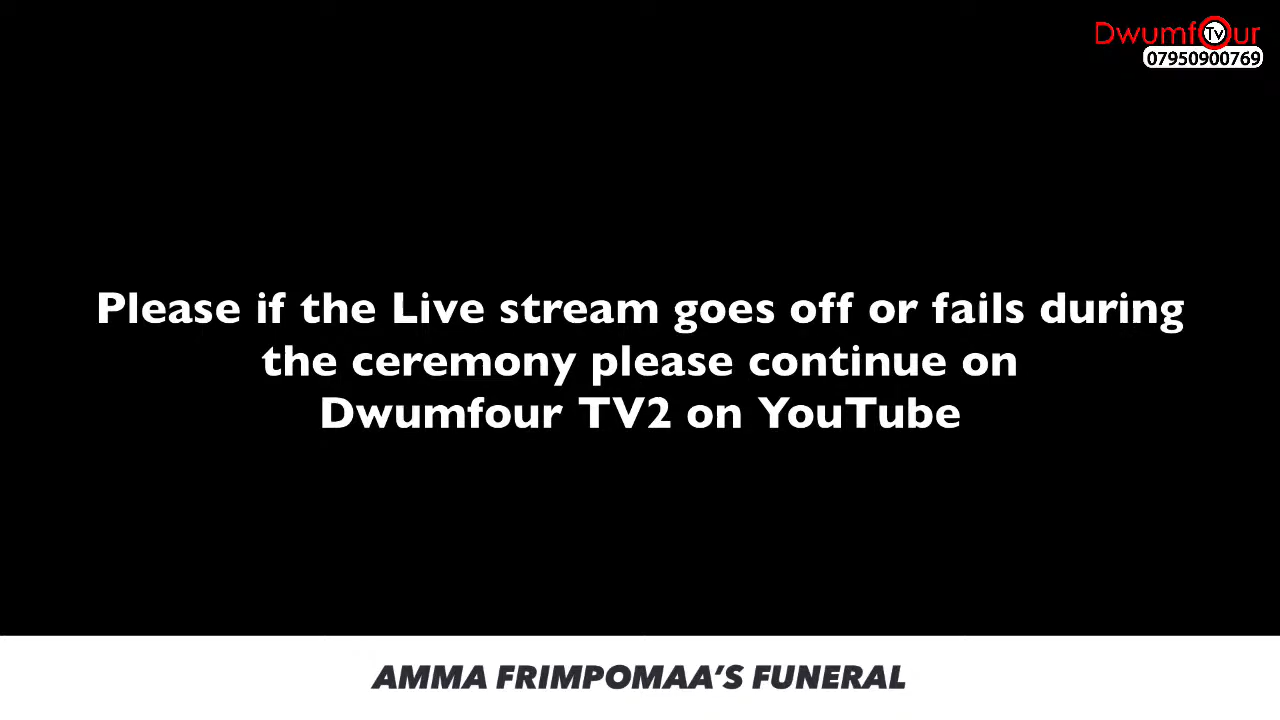 Dwumfour
TV
07950900769
Please if the Live stream goes off or fails during
the ceremony please continue on
Dwumfour TV2 on YouTube
AMMA FRIMPOMAA'S FUNERAL